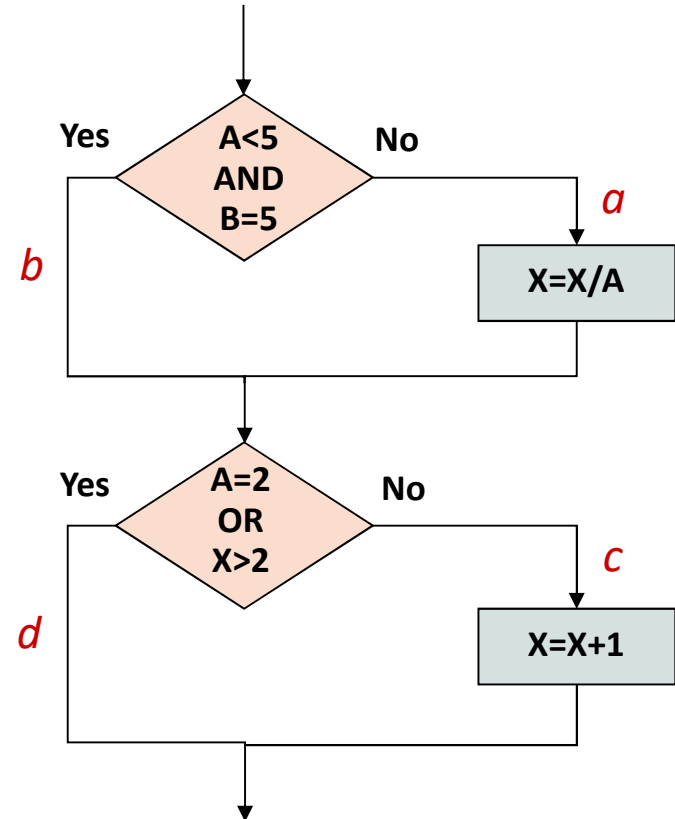 Yes
A<5
AND
B=5
No
a
b
X=X/A
Yes
A=2
OR
X>2
No
c
d
X=X+1